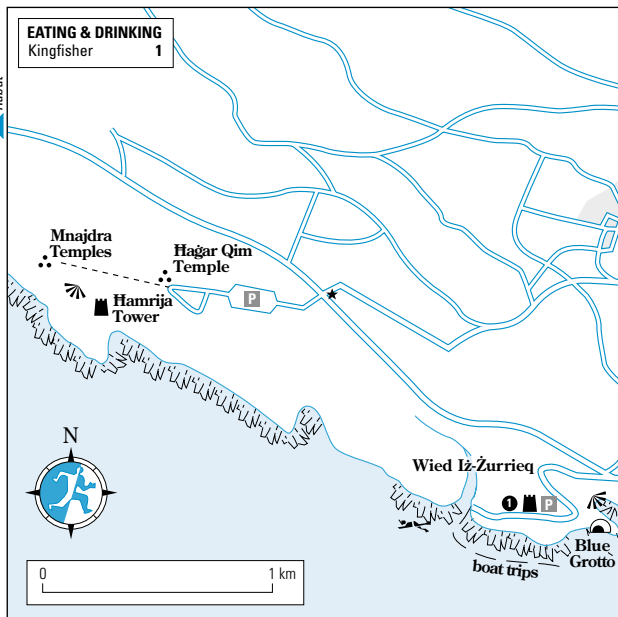 EATING & DRINKING
Kingfisher 1
Mnajdra
Temples
Ħaġar Qim
Temple
P
Ħamrija
Tower
N
Wied Iż-Żurrieq
1
P
Blue
Grotto
boat trips
0 1 km